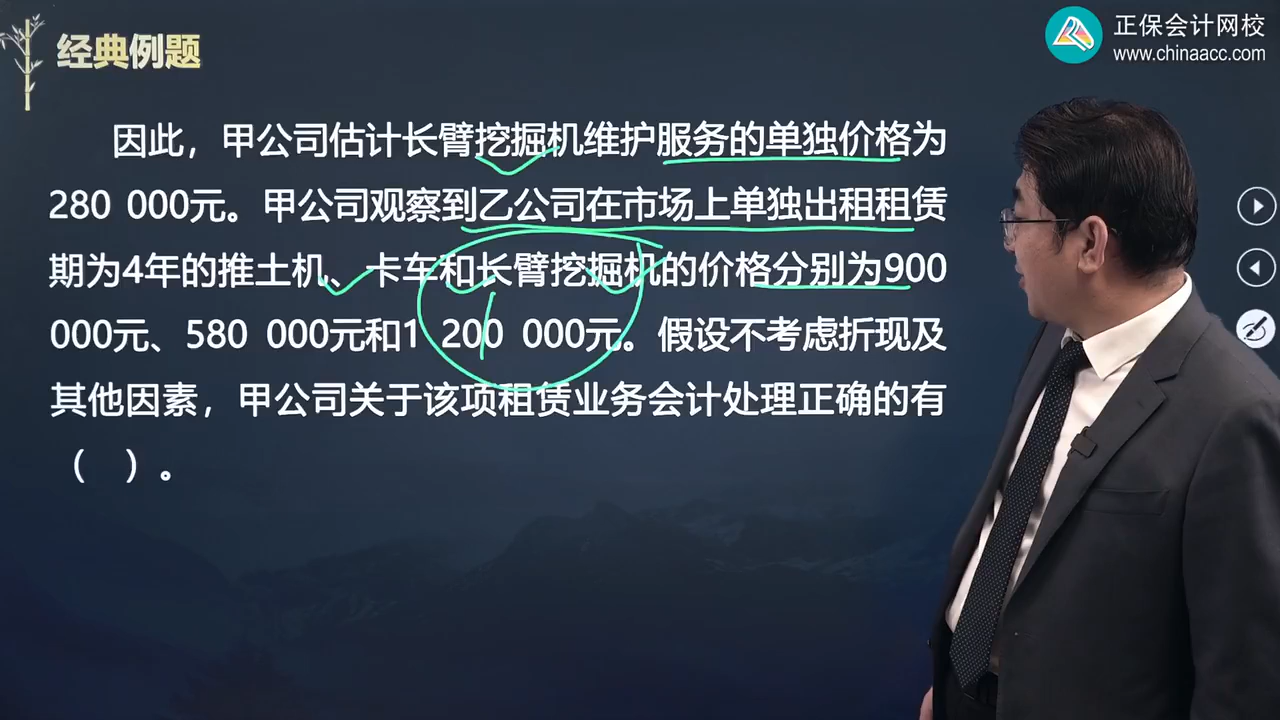 经典例题
正保会计网校
www.chinaacc.com
因此，甲公司估计长臂挖掘机维护服务的单独价格为
280 000元。甲公司观察到乙公司在市场上单独出租租赁
期为4年的推土机、卡车和长臂挖掘机的价格分别为900
000元、580 000元和1 200 000元。假设不考虑折现及
其他因素，甲公司关于该项租赁业务会计处理正确的有
（ ）。